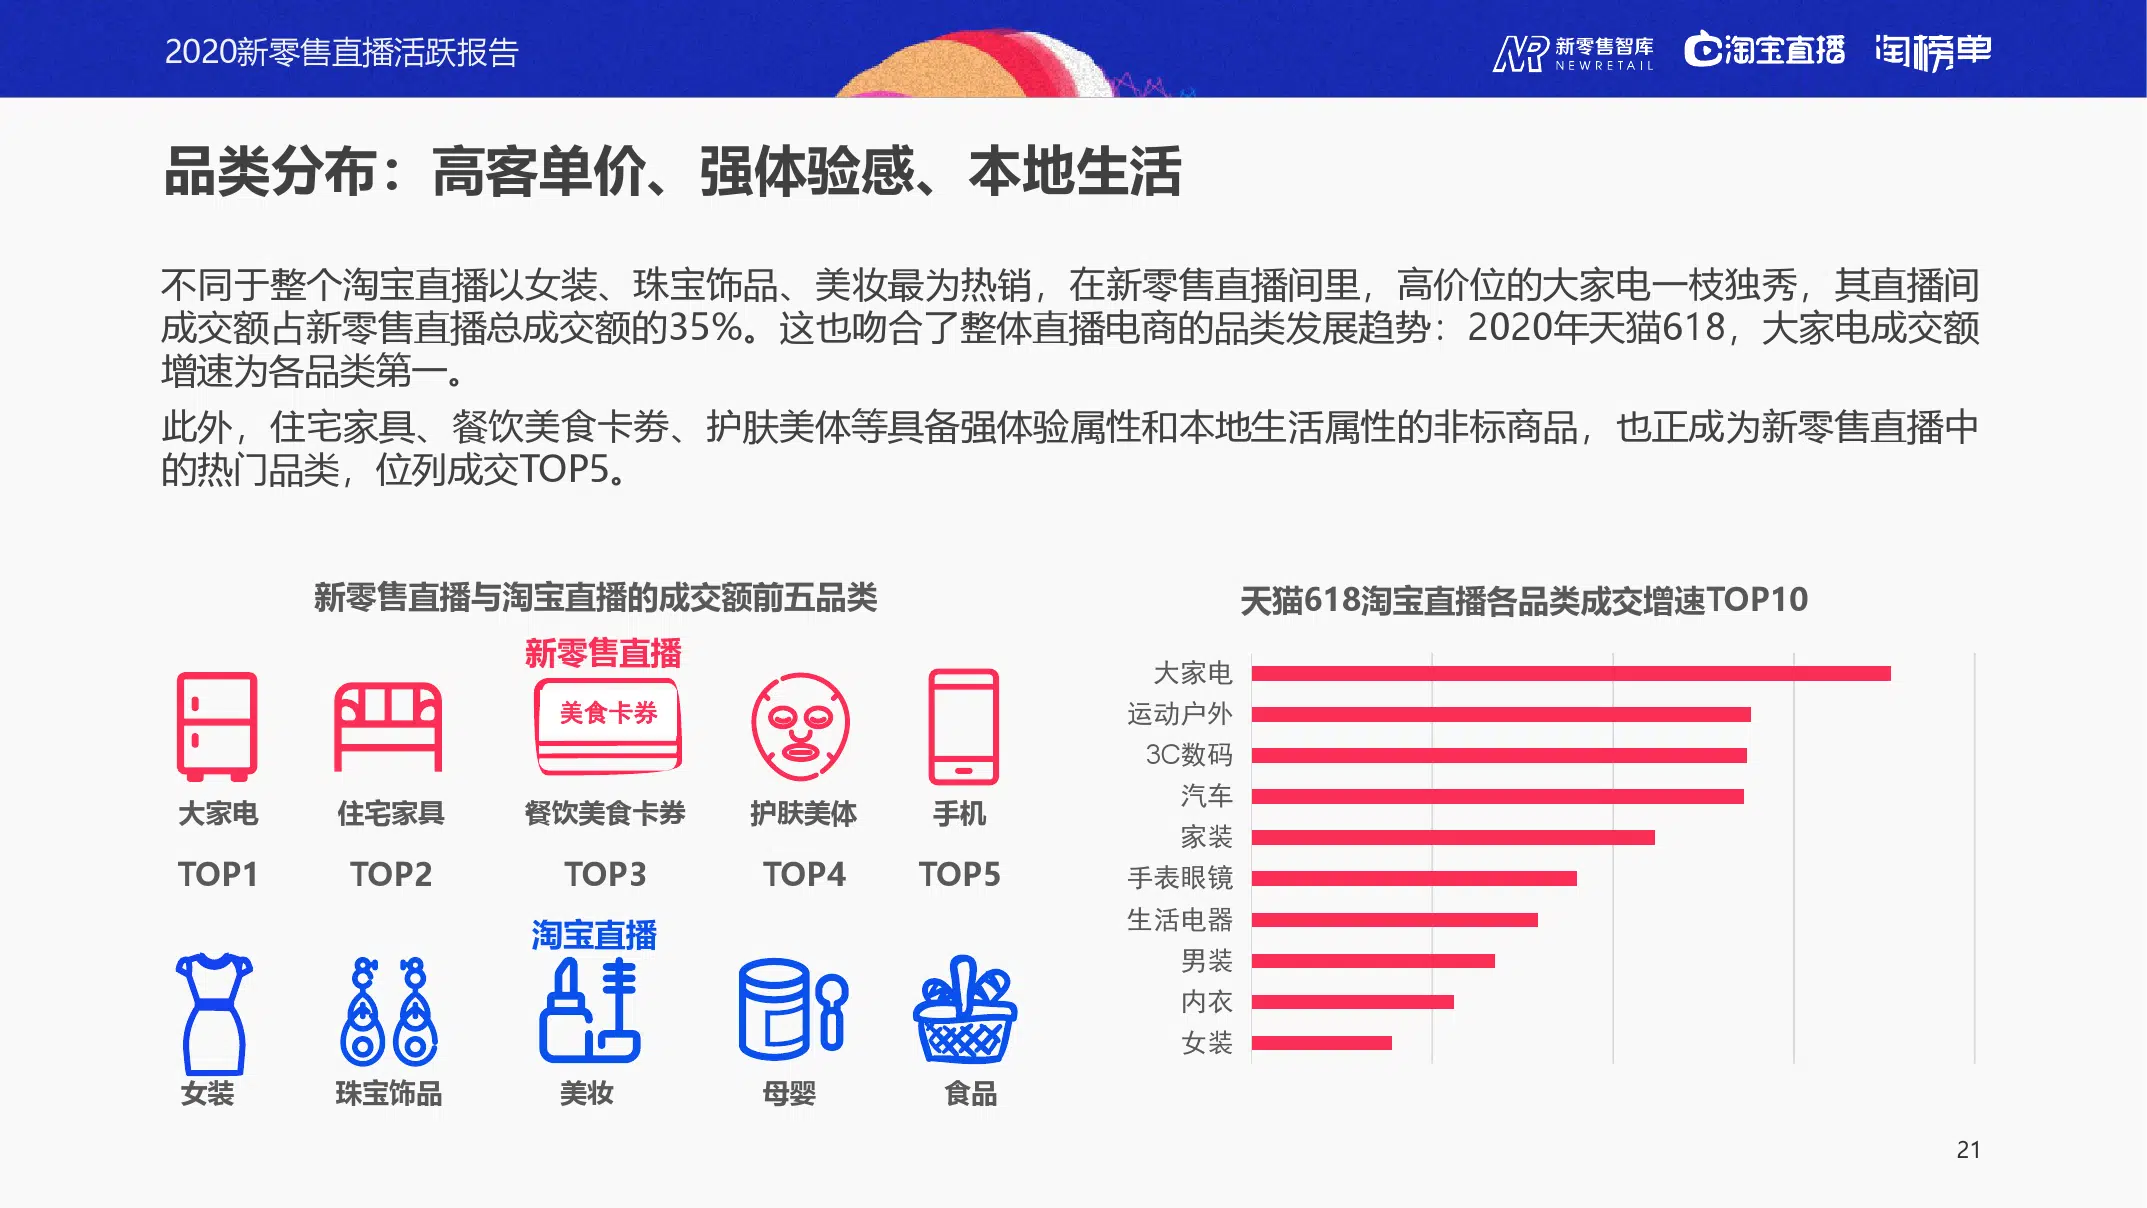 2020新零售直播活跃报告
NR 新零售智库
NEWRETAIL
淘宝直播
淘榜单
品类分布：高客单价、强体验感、本地生活
不同于整个淘宝直播以女装、珠宝饰品、美妆最为热销，在新零售直播间里，高价位的大家电一枝独秀，其直播间
成交额占新零售直播总成交额的35%。这也吻合了整体直播电商的品类发展趋势：2020年天猫618，大家电成交额
增速为各品类第一。
此外，住宅家具、餐饮美食卡券、护肤美体等具备强体验属性和本地生活属性的非标商品，也正成为新零售直播中
的热门品类，位列成交TOP5。
新零售直播与淘宝直播的成交额前五品类
新零售直播
美食卡券
大家电 住宅家具 餐饮美食卡券 护肤美体 手机
TOP1 TOP2 TOP3 TOP4 TOP5
淘宝直播
女装 珠宝饰品 美妆 母婴 食品
天猫618淘宝直播各品类成交增速TOP10
大家电
运动户外
3C数码
汽车
家装
手表眼镜
生活电器
男装
内衣
女装
21